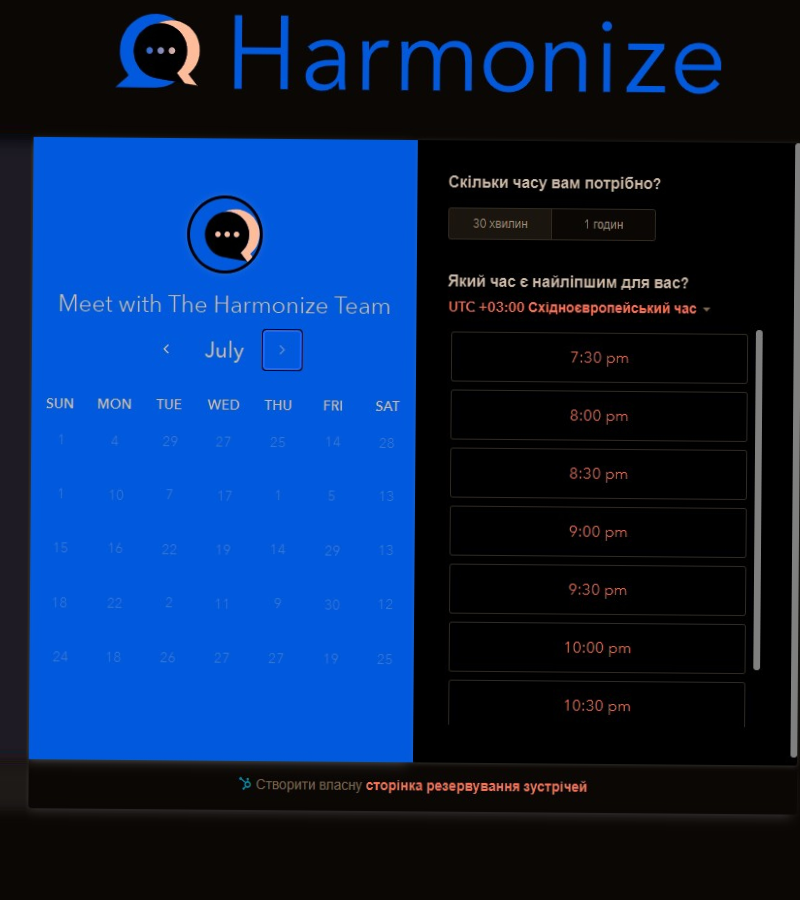 Harmonize
Meet with The Harmonize Team
July
SUN MON TUE WED THU FRI SAT
1 4 29 27 25 14 28
1 10 7 17 1 5 13
15 16 22 19 14 29 13
18 22 2 11 9 30 12
24 18 26 27 27 19 25
Скільки часу вам потрібно?
30 хвилин 1 годин
Який час є найліпшим для вас?
UTC +03:00 Східноєвропейський час
7:30 pm
8:00 pm
8:30 pm
9:00 pm
9:30 pm
10:00 pm
10:30 pm
Створити власну сторінка резервування зустрічей